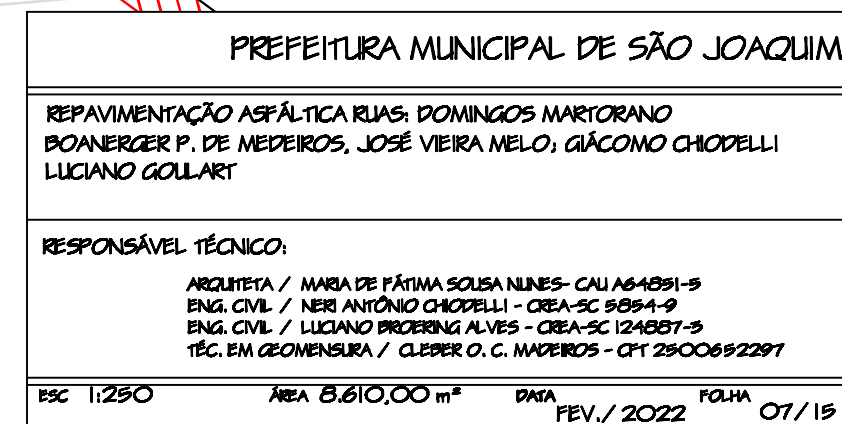 PREFEITURA MUNICIPAL DE SÃO JOAQUIM
REPAVIMENTAÇÃO ASFÁLTICA RUAS: DOMINGOS MARTORANO
BOANERGER P. DE MEDEIROS, JOSÉ VIEIRA MELO; GIÁCOMO CHIODELLI
LUCIANO GOULART
RESPONSÁVEL TÉCNICO:
ARQUITETA / MARIA DE FÁTIMA SOUSA NUNES- CAU A64851-5
ENG. CIVIL / NERI ANTÔNIO CHIODELLI - CREA-SC 5854-9
ENG. CIVIL / LUCIANO BROERING ALVES - CREA-SC 124887-3
TÉC. EM GEOMENSURA / CLEBER O. C. MADEIROS - CFT 2500652297
ESC 1:250 ÁREA 8.610,00 m² DATA FEV./ 2022 FOLHA 07/15